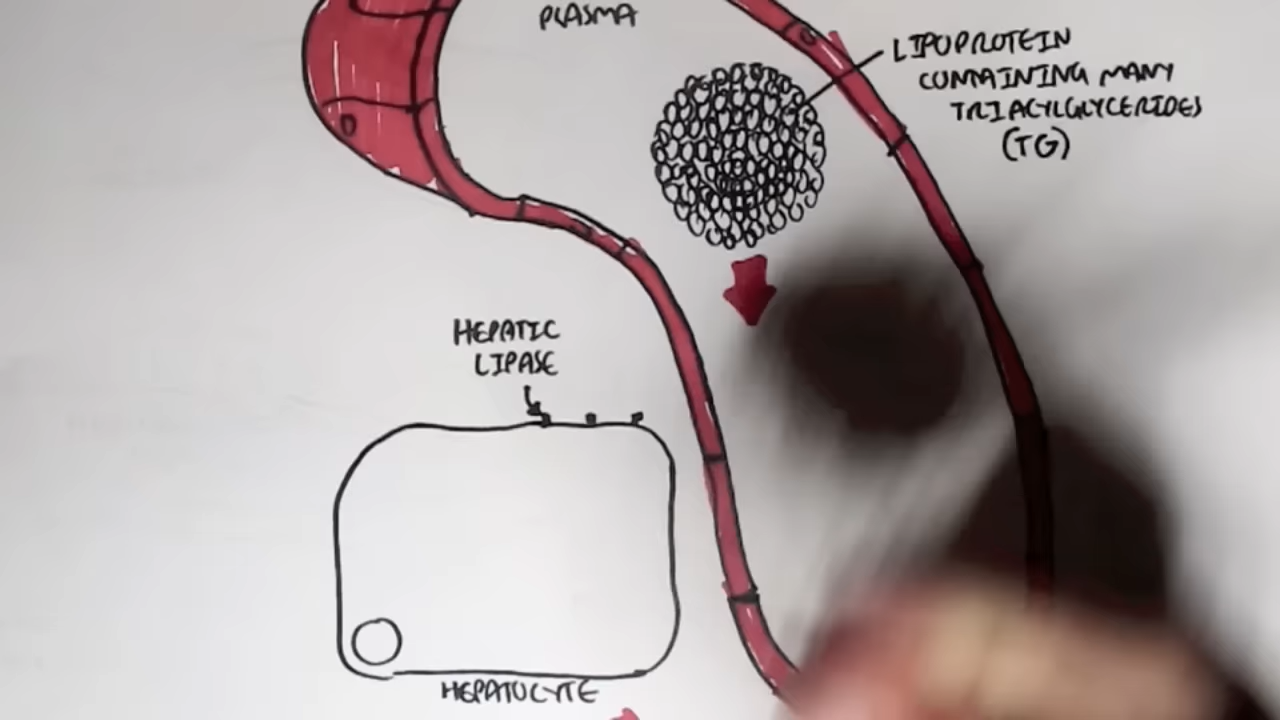 PLASMA
LIPOPROTEIN
CONTAINING MANY
TRIACYLGLYCERIDES
(TG)
HEPATIC
LIPASE
HEPATOCYTE